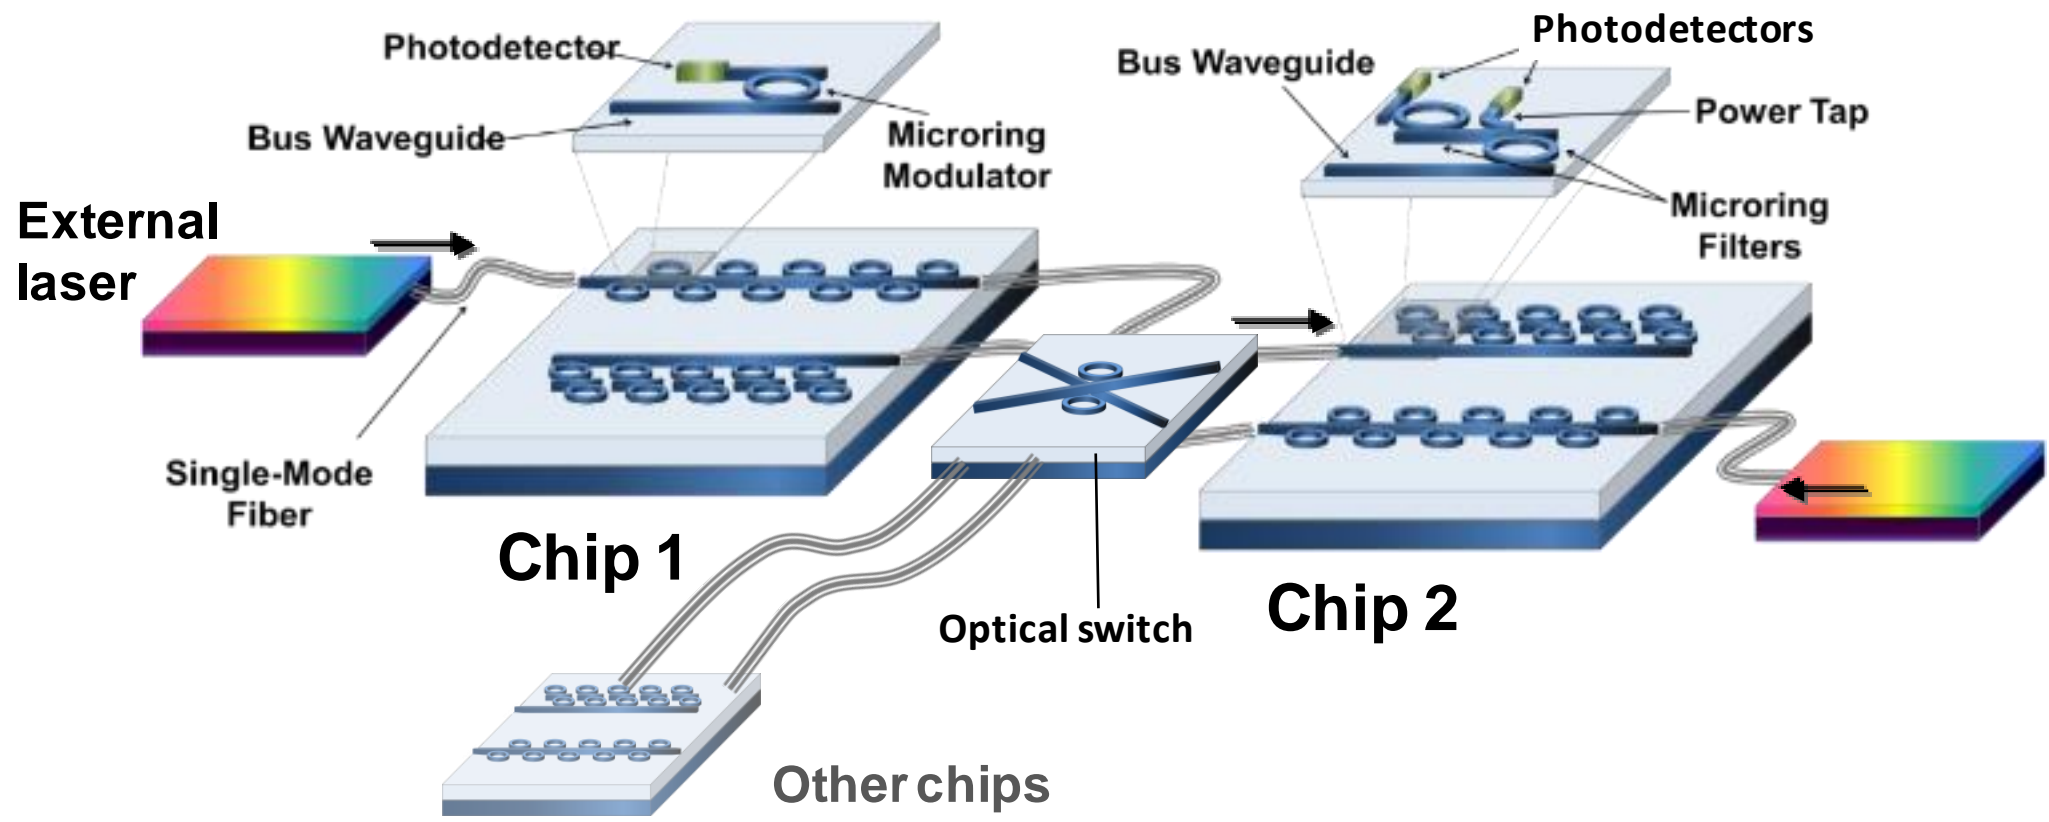 Photodetector
Bus Waveguide
Microring
Modulator
Photodetectors
Bus Waveguide
Power Tap
Microring
Filters
External
laser
Single-Mode
Fiber
Chip 1
Optical switch
Chip 2
Other chips